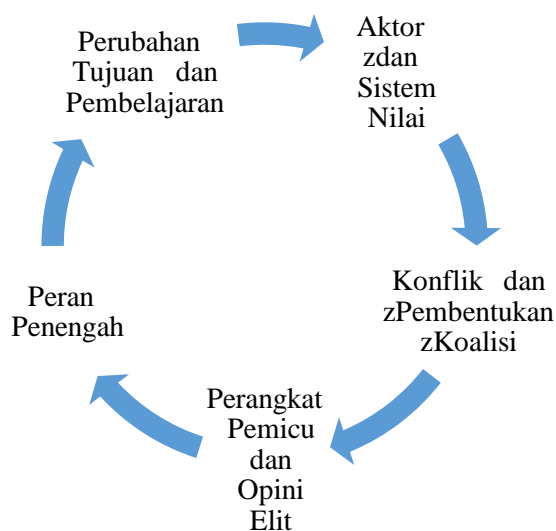 Perubahan
Tujuan dan
Pembelajaran
Aktor
zdan
Sistem
Nilai
Konflik dan
zPembentukan
zKoalisi
Perangkat
Pemicu
dan
Opini
Elit
Peran
Penengah